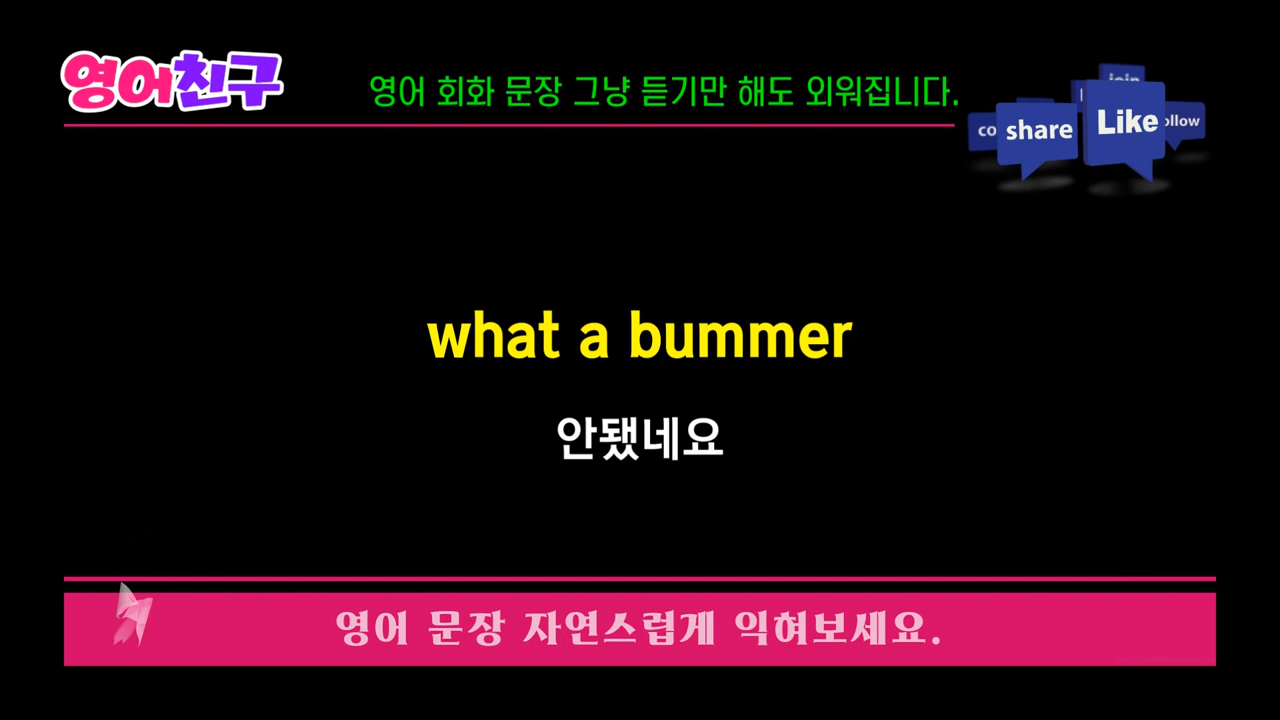 영어친구
영어 회화 문장 그냥 듣기만 해도 외워집니다.
join
share
Like
what a bummer
안됐네요
영어 문장 자연스럽게 익혀보세요.